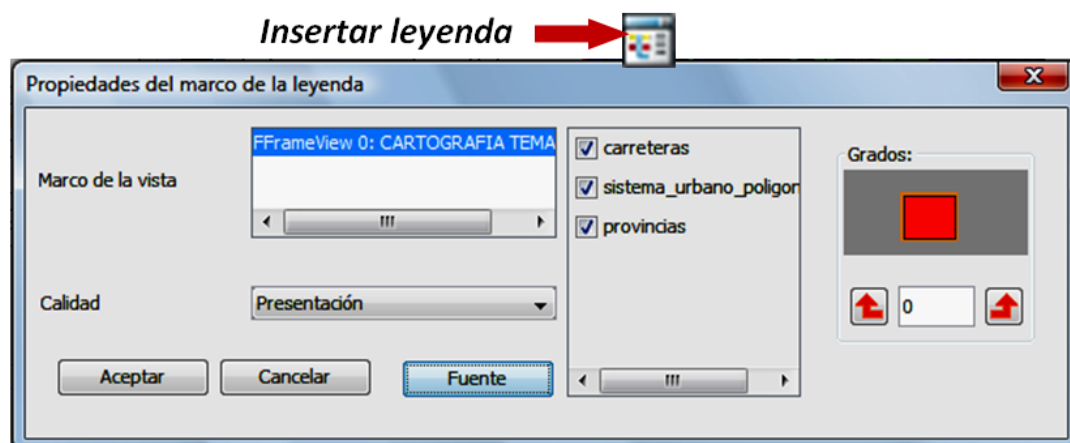 Insertar leyenda
Propiedades del marco de la leyenda
Marco de la vista
FFrameView 0: CARTOGRAFIA TEMA
carreteras
sistema_urbano_poligon
provincias
Grados:
0
Calidad
Presentación
Aceptar
Cancelar
Fuente